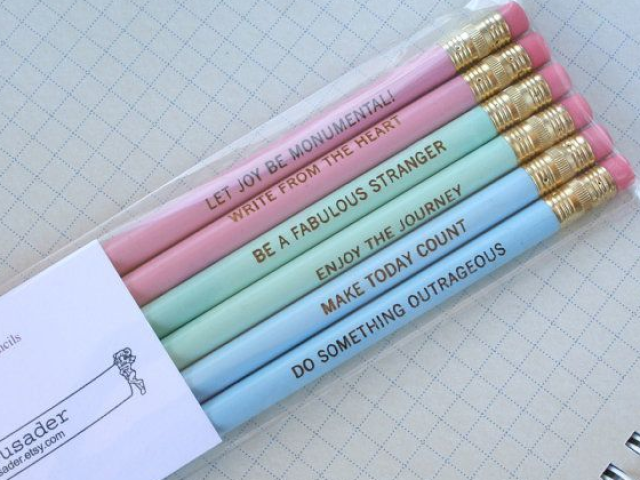 LET JOY BE MONUMENTAL!
WRITE FROM THE HEART
BE A FABULOUS STRANGER
ENJOY THE JOURNEY
MAKE TODAY COUNT
DO SOMETHING OUTRAGEOUS